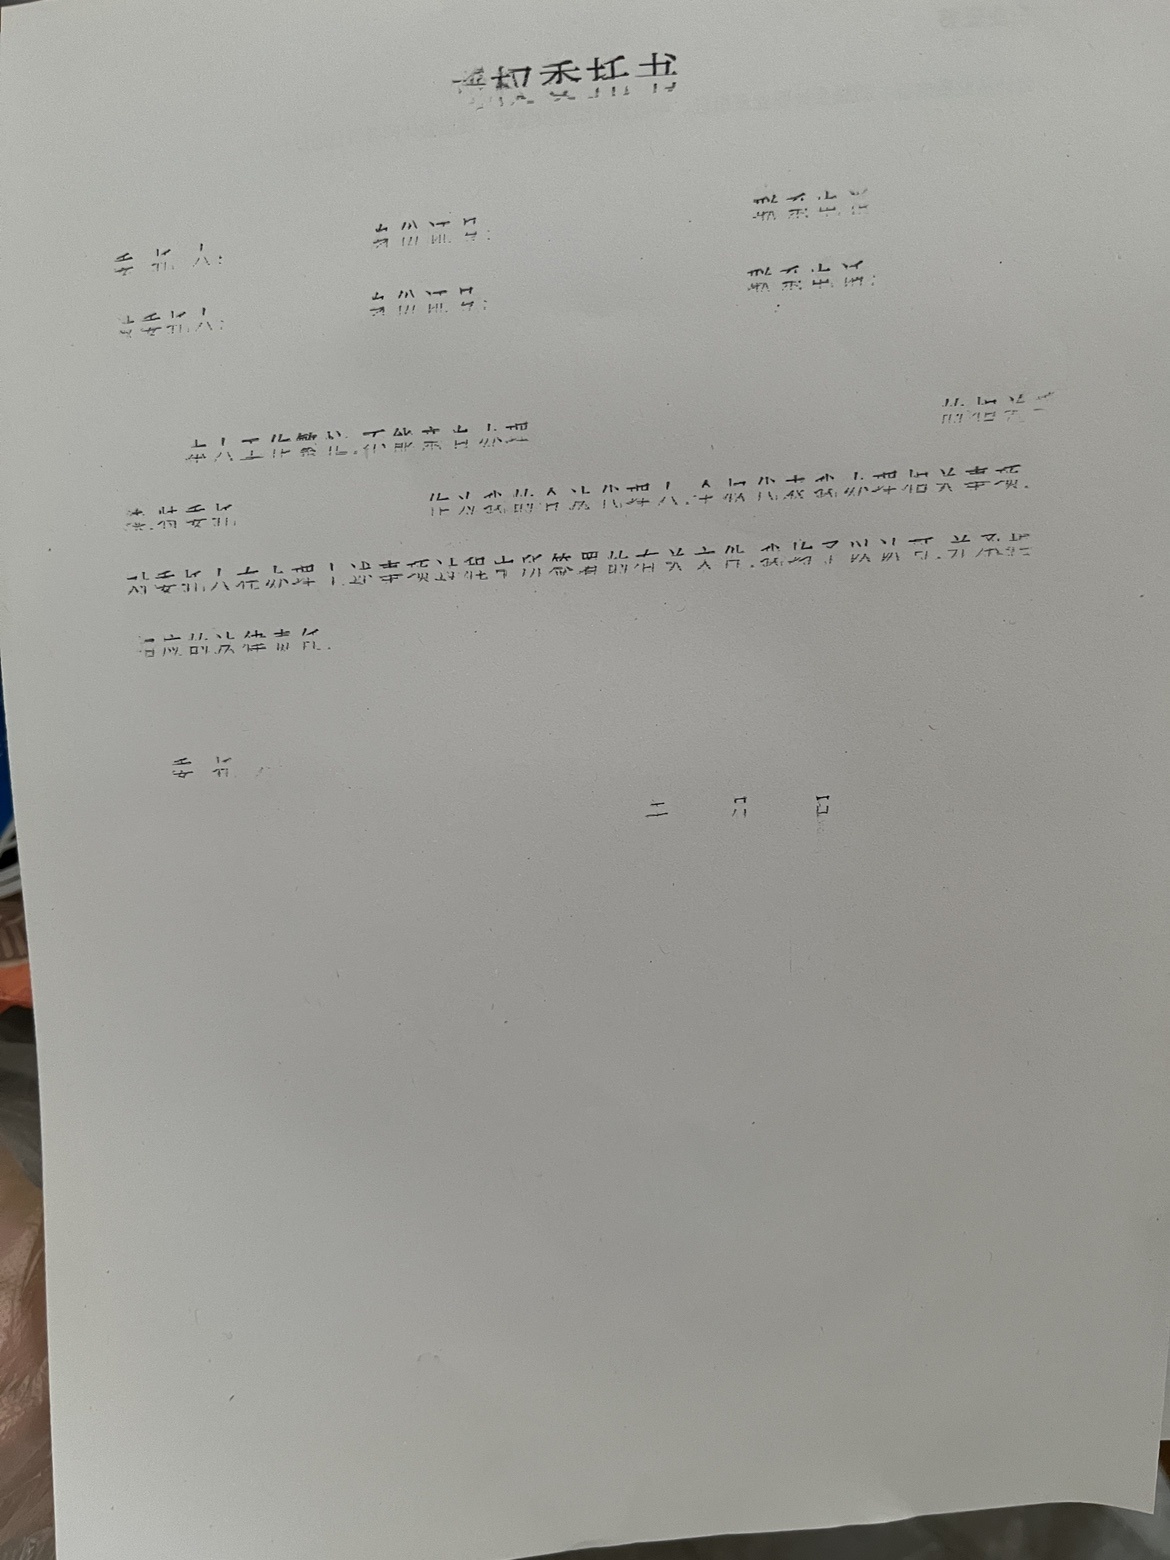 授权委托书
委 托 人： 身份证号： 联系电话
被委托人： 身份证号： 联系电话：
本人工作繁忙，不能亲自办理 的相关
特委托 作为我的合法代理人，全权代表我办理相关事项。
对委托人在办理上述事项过程中所签署的有关文件，我均予以认可，并承担
相应的法律责任。
委 托
年 月 日